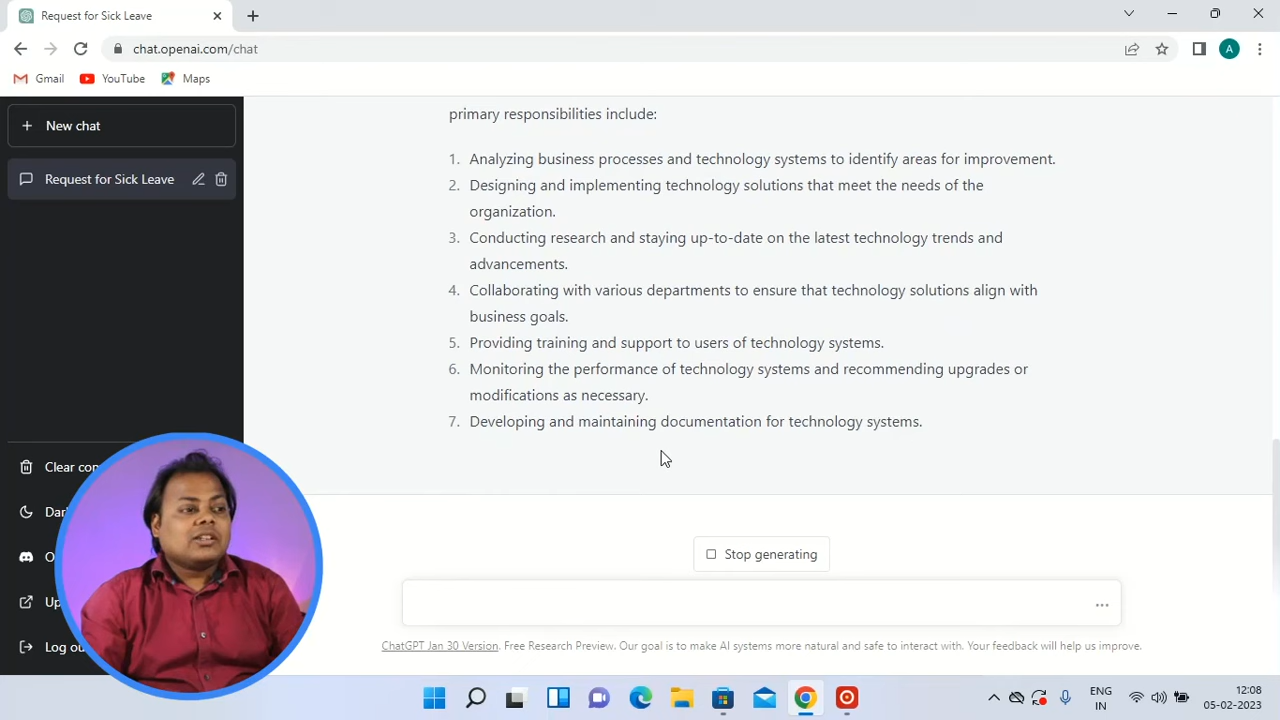 Request for Sick Leave
chat.openai.com/chat
A
Gmail
YouTube
Maps
New chat
Request for Sick Leave
primary responsibilities include:
1. Analyzing business processes and technology systems to identify areas for improvement.
2. Designing and implementing technology solutions that meet the needs of the
organization.
3. Conducting research and staying up-to-date on the latest technology trends and
advancements.
4. Collaborating with various departments to ensure that technology solutions align with
business goals.
5. Providing training and support to users of technology systems.
6. Monitoring the performance of technology systems and recommending upgrades or
modifications as necessary.
7. Developing and maintaining documentation for technology systems.
Clear con
Dar
O
Up
Log ou
Stop generating
ChatGPT Jan 30 Version. Free Research Preview. Our goal is to make AI systems more natural and safe to interact with. Your feedback will help us improve.
ENG
IN
12:08
05-02-2023